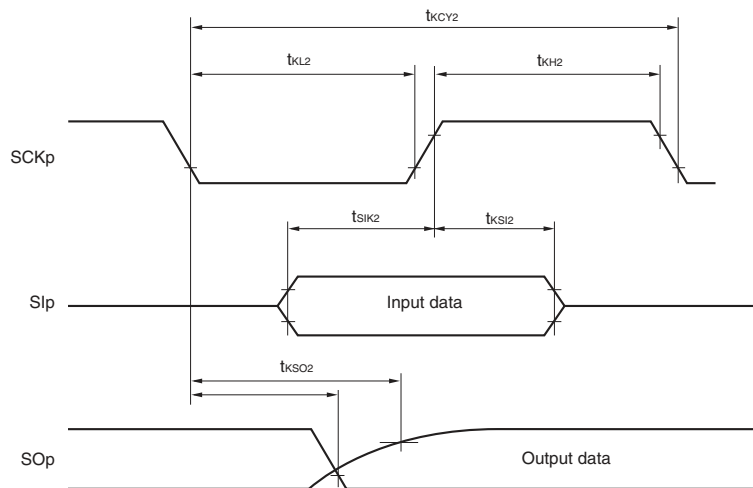 tKCY2
tKL2
tKH2
SCKp
tSIK2
tKSI2
SIp
Input data
tKSO2
SOp
Output data